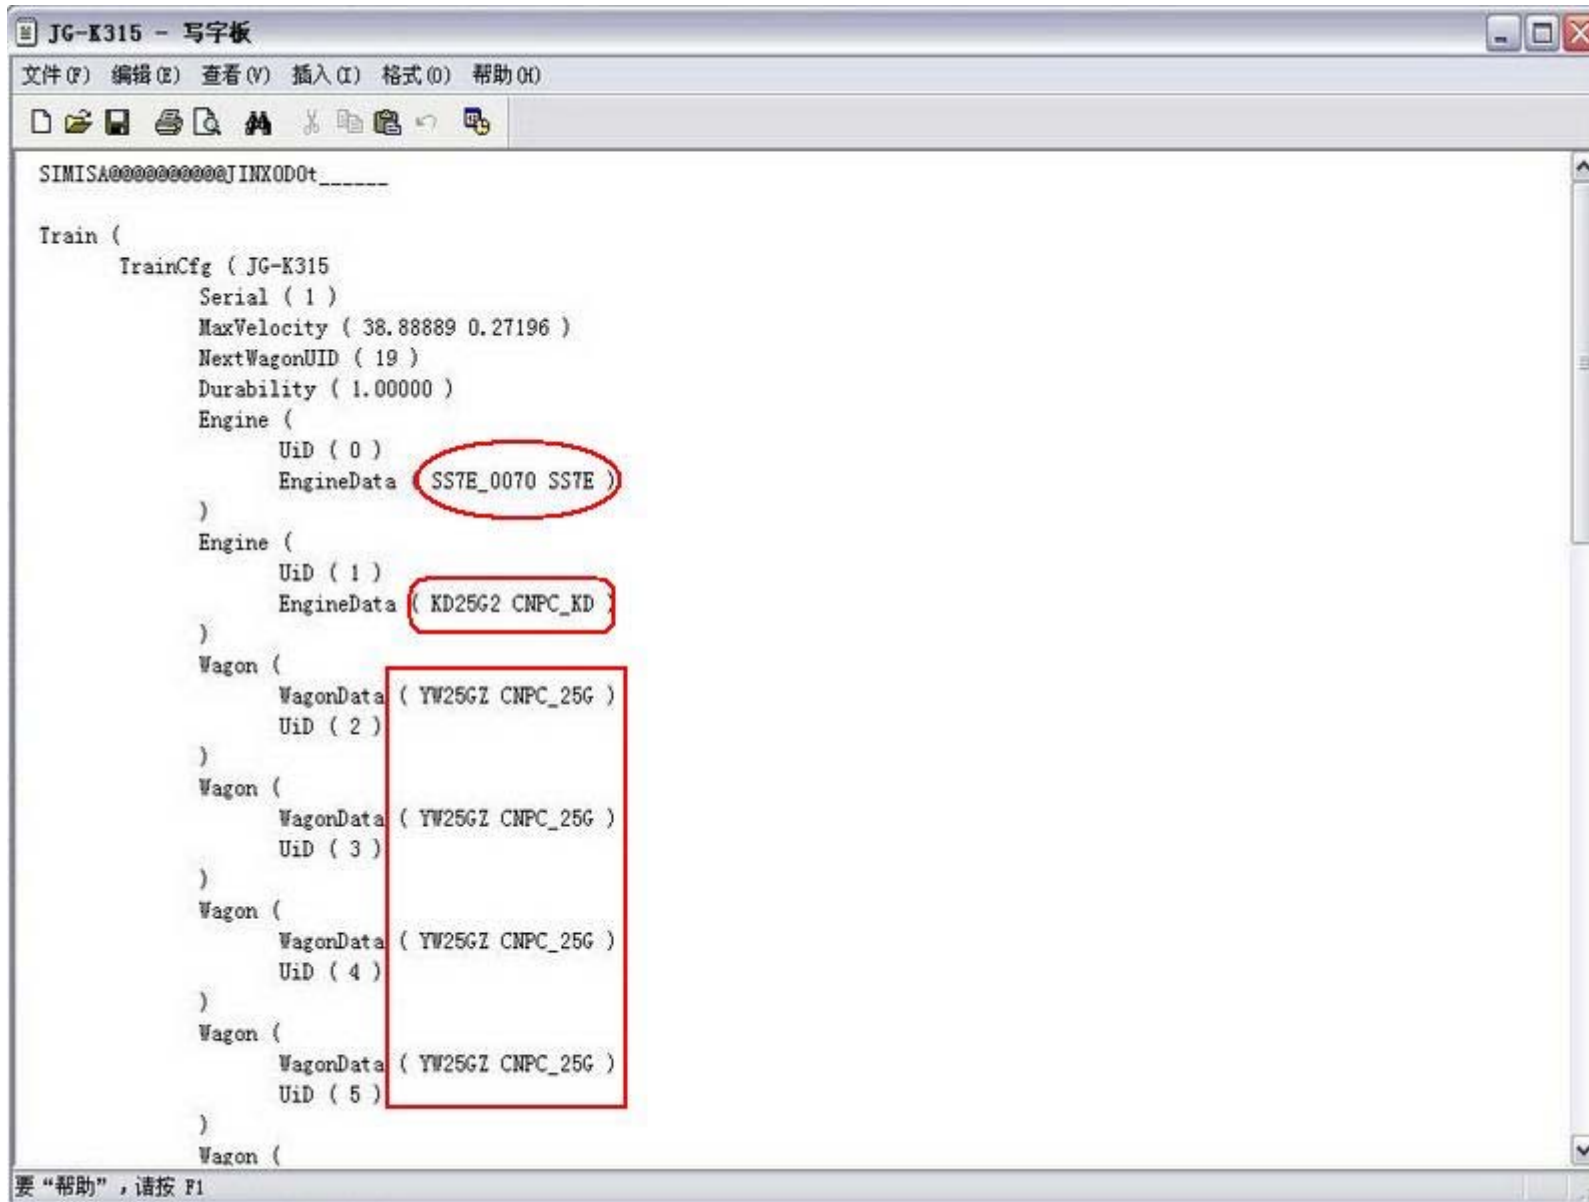 JG-K315 - 写字板
文件(F) 编辑(E) 查看(V) 插入(I) 格式(O) 帮助(H)
SIMISA@@@@@@@@@@JINX0D0t______
Train (
TrainCfg ( JG-K315
Serial ( 1 )
MaxVelocity ( 38.88889 0.27196 )
NextWagonUID ( 19 )
Durability ( 1.00000 )
Engine (
UiD ( 0 )
EngineData ( SS7E_0070 SS7E )
)
Engine (
UiD ( 1 )
EngineData ( KD25G2 CNPC_KD )
)
Wagon (
WagonData ( YW25GZ CNPC_25G )
UiD ( 2 )
)
Wagon (
WagonData ( YW25GZ CNPC_25G )
UiD ( 3 )
)
Wagon (
WagonData ( YW25GZ CNPC_25G )
UiD ( 4 )
)
Wagon (
WagonData ( YW25GZ CNPC_25G )
UiD ( 5 )
)
Wagon (
要“帮助”，请按 F1